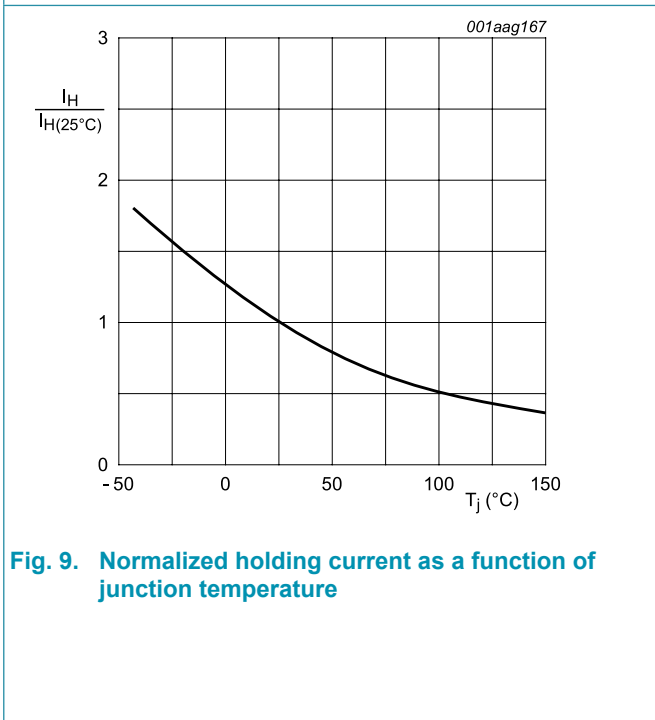 001aag167
3
I_H
I_H(25°C)
2
1
0
-50 0 50 100 150
T_j (°C)
Fig. 9. Normalized holding current as a function of
junction temperature